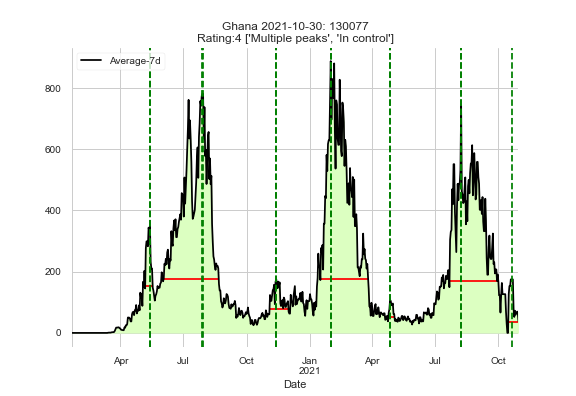 Ghana 2021-10-30: 130077
Rating:4 ['Multiple peaks', 'In control']
Average-7d
800
600
400
200
0
Apr
Jul
Oct
Jan
2021
Apr
Jul
Oct
Date